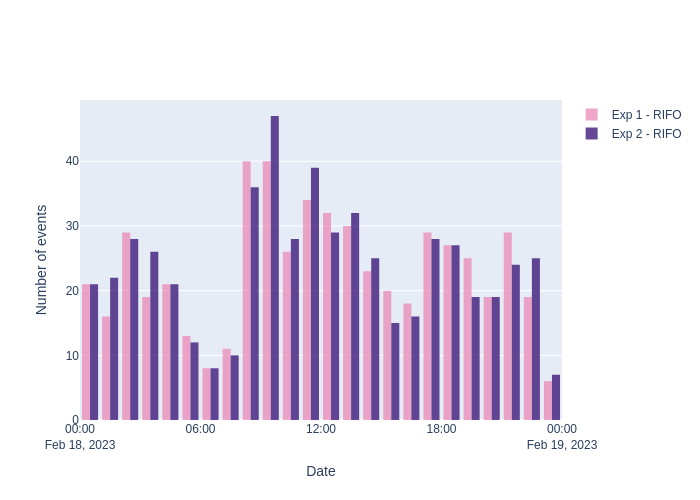 Exp 1 - RIFO
Exp 2 - RIFO
Number of events
40
30
20
10
0
00:00
06:00
12:00
18:00
00:00
Feb 18, 2023
Feb 19, 2023
Date